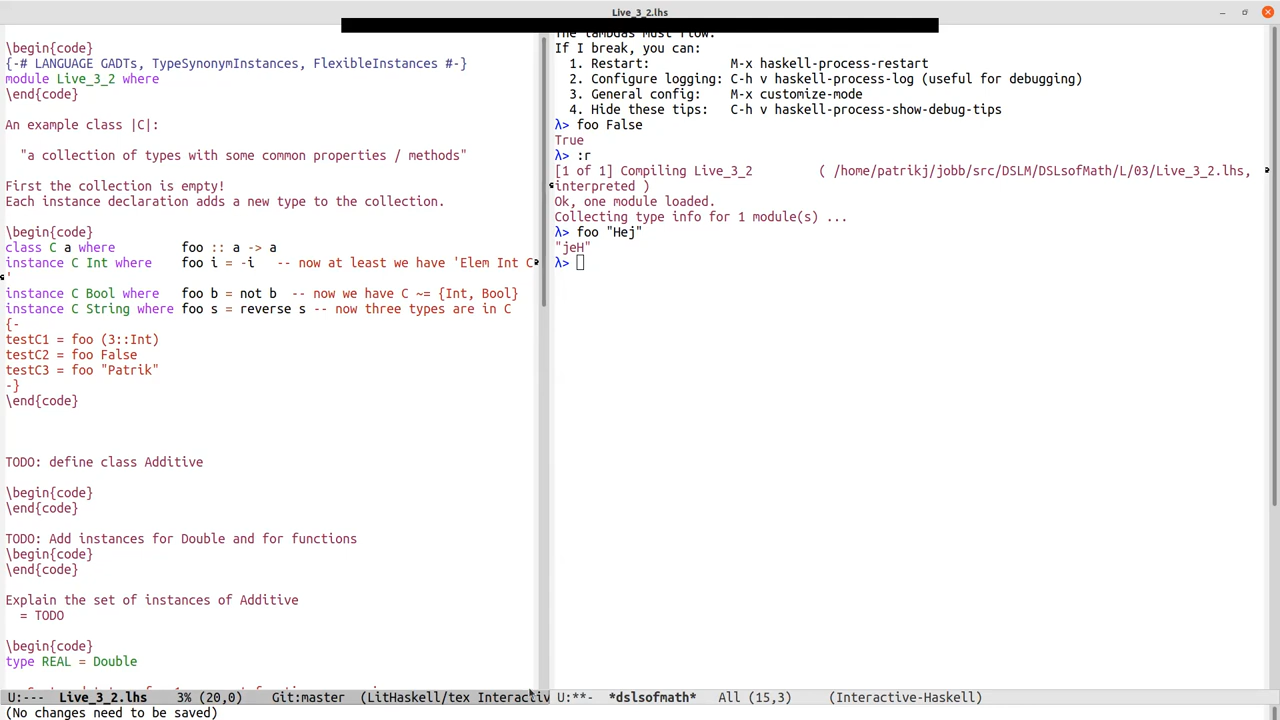 Live_3_2.lhs
\begin{code}
{-# LANGUAGE GADTs, TypeSynonymInstances, FlexibleInstances #-}
module Live_3_2 where
\end{code}
An example class |C|:
"a collection of types with some common properties / methods"
First the collection is empty!
Each instance declaration adds a new type to the collection.
\begin{code}
class C a where         foo :: a -> a
instance C Int where    foo i = -i   -- now at least we have 'Elem Int C
'
instance C Bool where   foo b = not b  -- now we have C ~= {Int, Bool}
instance C String where foo s = reverse s -- now three types are in C
{-
testC1 = foo (3::Int)
testC2 = foo False
testC3 = foo "Patrik"
-}
\end{code}
TODO: define class Additive
\begin{code}
\end{code}
TODO: Add instances for Double and for functions
\begin{code}
\end{code}
Explain the set of instances of Additive
= TODO
\begin{code}
type REAL = Double
U:---  Live_3_2.lhs    3% (20,0)    Git:master  (LitHaskell/tex Interactiv
(No changes need to be saved)
The lambdas must flow.
If I break, you can:
1. Restart:           M-x haskell-process-restart
2. Configure logging: C-h v haskell-process-log (useful for debugging)
3. General config:    M-x customize-mode
4. Hide these tips:   C-h v haskell-process-show-debug-tips
λ> foo False
True
λ> :r
[1 of 1] Compiling Live_3_2         ( /home/patrikj/jobb/src/DSLM/DSLsofMath/L/03/Live_3_2.lhs,
interpreted )
Ok, one module loaded.
Collecting type info for 1 module(s) ...
λ> foo "Hej"
"jeH"
λ>
U:**-  *dslsofmath*   All (15,3)     (Interactive-Haskell)